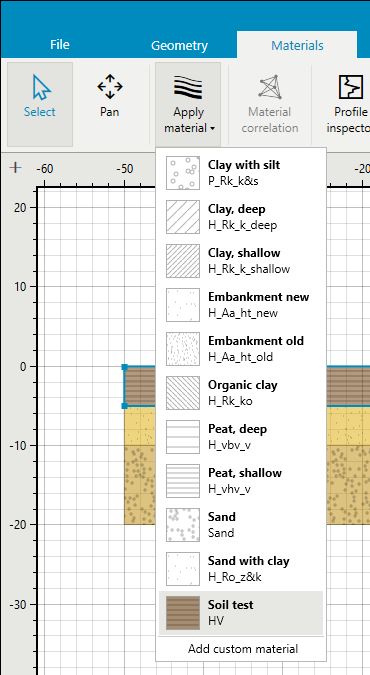 File Geometry Materials
Select Pan Apply material Material correlation Profile inspecto
-60 -50 -20
20
10
0
-10
-20
-30
Clay with silt
P_Rk_k&s
Clay, deep
H_Rk_k_deep
Clay, shallow
H_Rk_k_shallow
Embankment new
H_Aa_ht_new
Embankment old
H_Aa_ht_old
Organic clay
H_Rk_ko
Peat, deep
H_vbv_v
Peat, shallow
H_vhv_v
Sand
Sand
Sand with clay
H_Ro_z&k
Soil test
HV
Add custom material